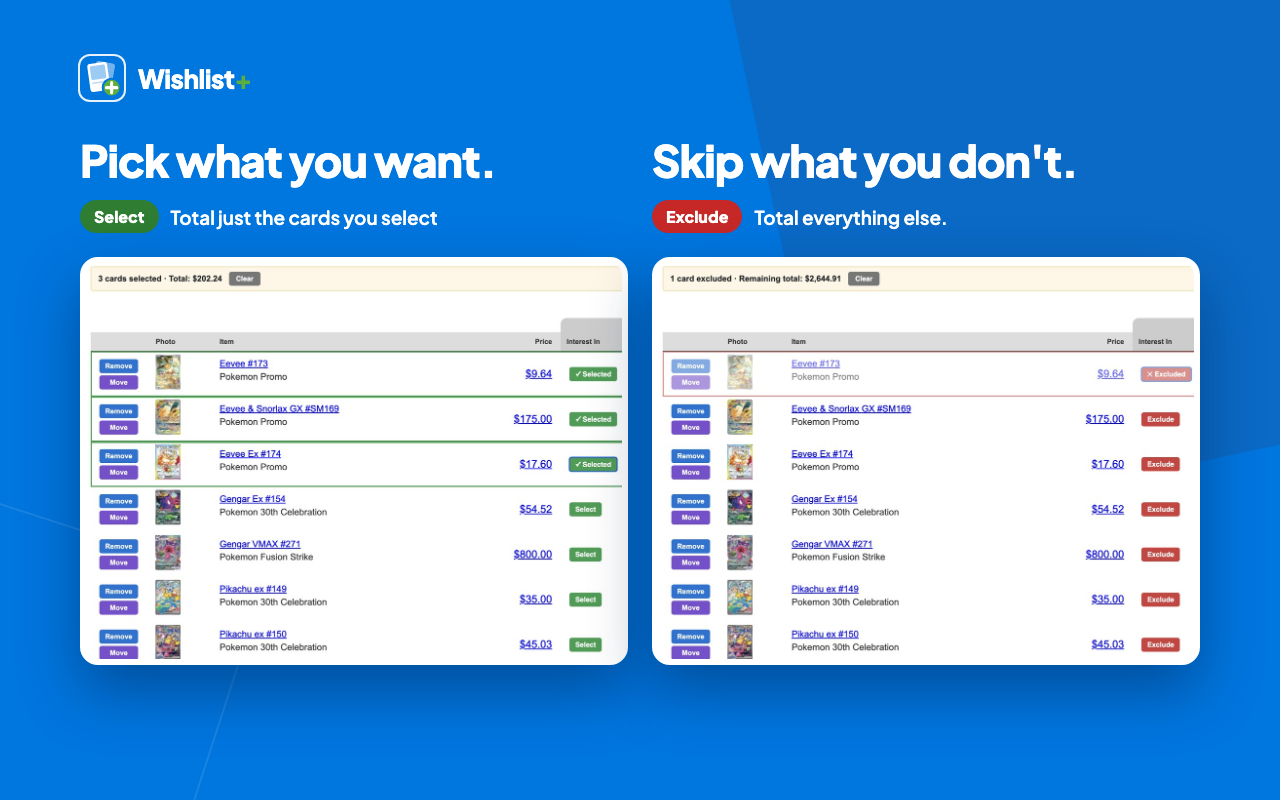 Wishlist+
Pick what you want.
Select Total just the cards you select
3 cards selected · Total: $202.24 Clear
Photo Item Price Interest In
Remove Eevee #173 $9.64 ✓ Selected
Move Pokemon Promo
Remove Eevee & Snorlax GX #SM169 $175.00 ✓ Selected
Move Pokemon Promo
Remove Eevee Ex #174 $17.60 ✓ Selected
Move Pokemon Promo
Remove Gengar Ex #154 $54.52 Select
Move Pokemon 30th Celebration
Remove Gengar VMAX #271 $800.00 Select
Move Pokemon Fusion Strike
Remove Pikachu ex #149 $35.00 Select
Move Pokemon 30th Celebration
Remove Pikachu ex #150 $45.03 Select
Move Pokemon 30th Celebration
Skip what you don't.
Exclude Total everything else.
1 card excluded · Remaining total: $2,644.91 Clear
Photo Item Price Interest In
Remove Eevee #173 $9.64 ✕ Excluded
Move Pokemon Promo
Remove Eevee & Snorlax GX #SM169 $175.00 Exclude
Move Pokemon Promo
Remove Eevee Ex #174 $17.60 Exclude
Move Pokemon Promo
Remove Gengar Ex #154 $54.52 Exclude
Move Pokemon 30th Celebration
Remove Gengar VMAX #271 $800.00 Exclude
Move Pokemon Fusion Strike
Remove Pikachu ex #149 $35.00 Exclude
Move Pokemon 30th Celebration
Remove Pikachu ex #150 $45.03 Exclude
Move Pokemon 30th Celebration